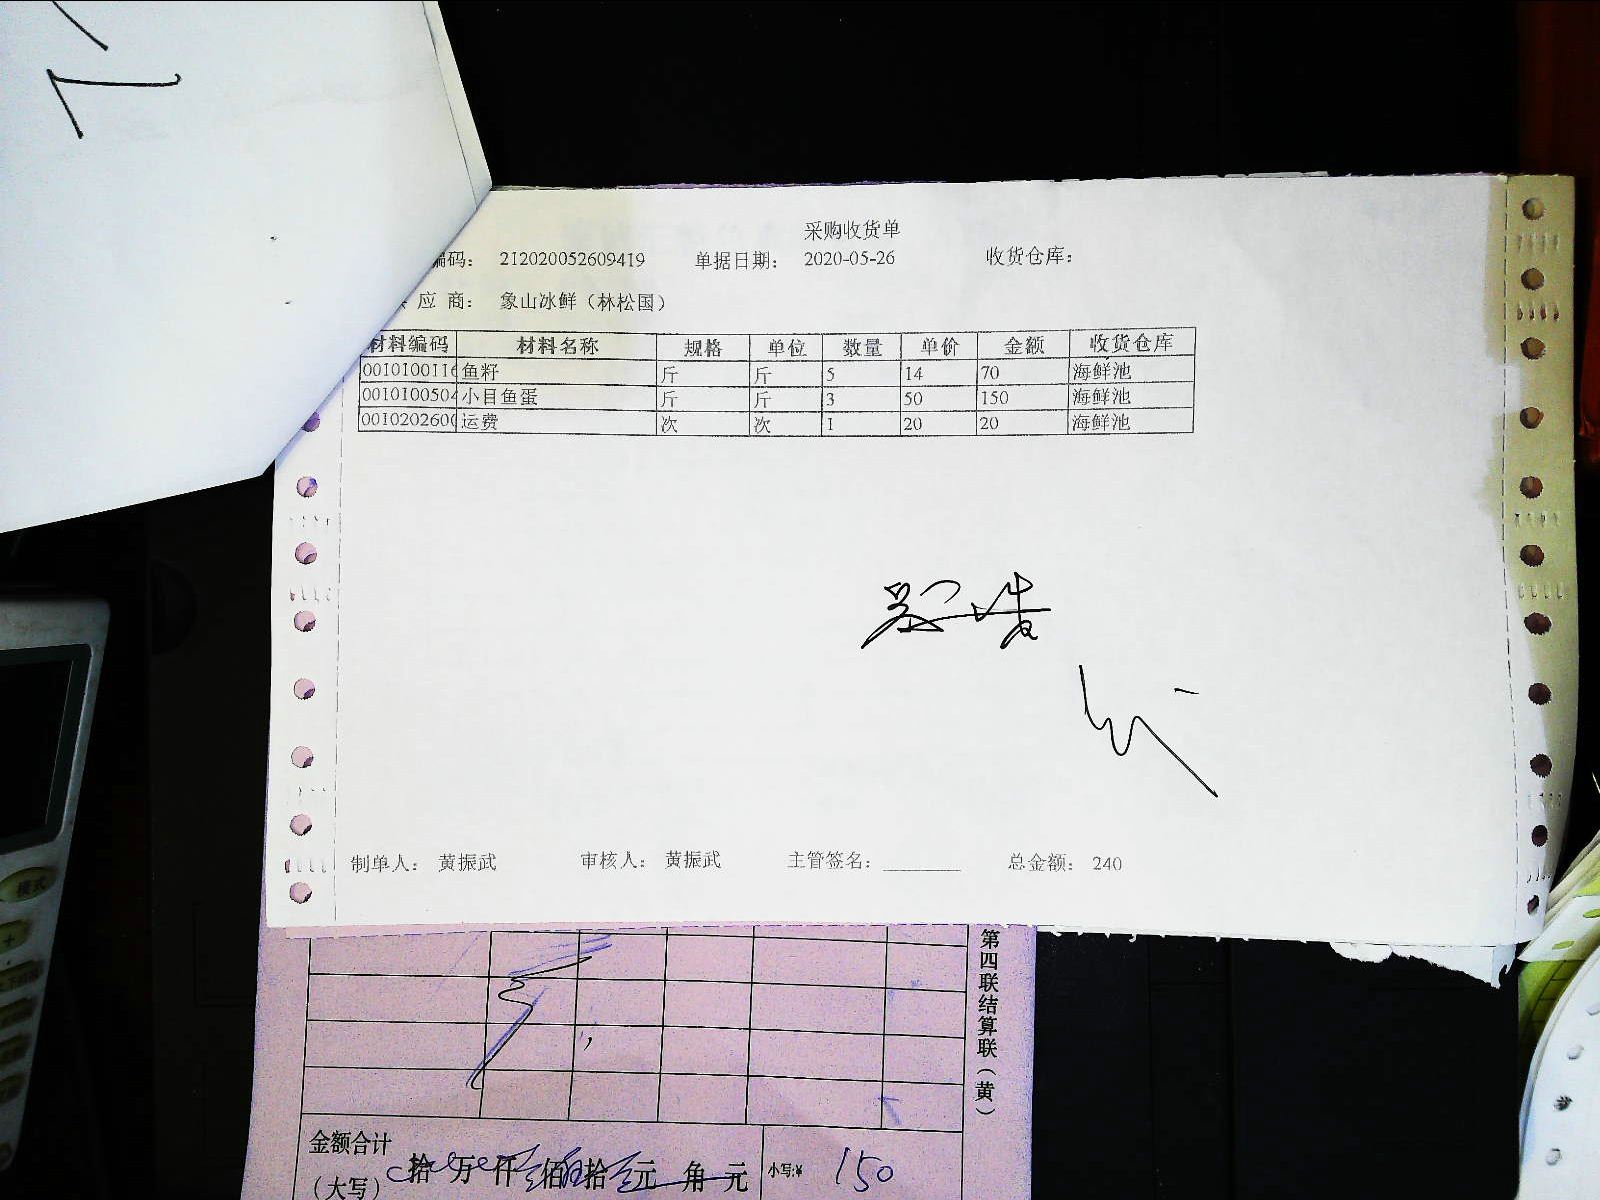 采购收货单
编码： 212020052609419 单据日期： 2020-05-26 收货仓库：
应 商： 象山冰鲜（林松国）
材料编码 材料名称 规格 单位 数量 单价 金额 收货仓库
0010100116 鱼籽 斤 斤 5 14 70 海鲜池
0010100504 小目鱼蛋 斤 斤 3 50 150 海鲜池
0010202600 运费 次 次 1 20 20 海鲜池
制单人： 黄振武 审核人： 黄振武 主管签名： 总金额： 240
第四联结算联（黄）
金额合计
（大写） 拾 万 仟 佰 拾 元 角 元 小写:¥ 150
模式